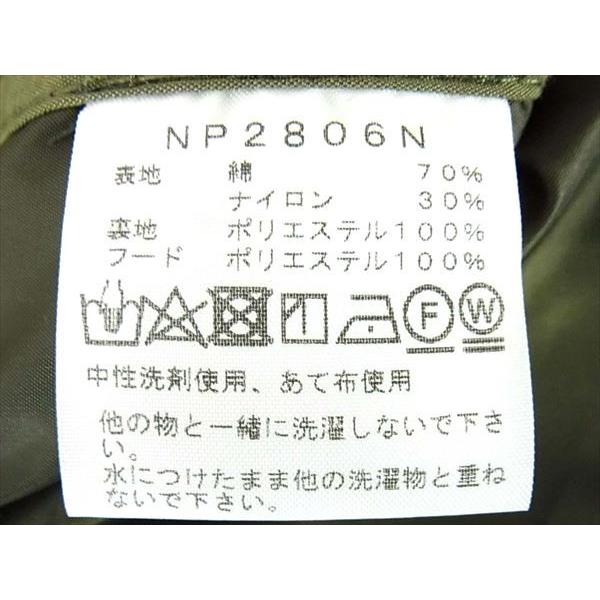 NP2806N
表地 綿 70%
ナイロン 30%
裏地 ポリエステル100%
フード ポリエステル100%
F W
中性洗剤使用、あて布使用
他の物と一緒に洗濯しないで下さ
い。
水につけたまま他の洗濯物と重ね
ないで下さい。